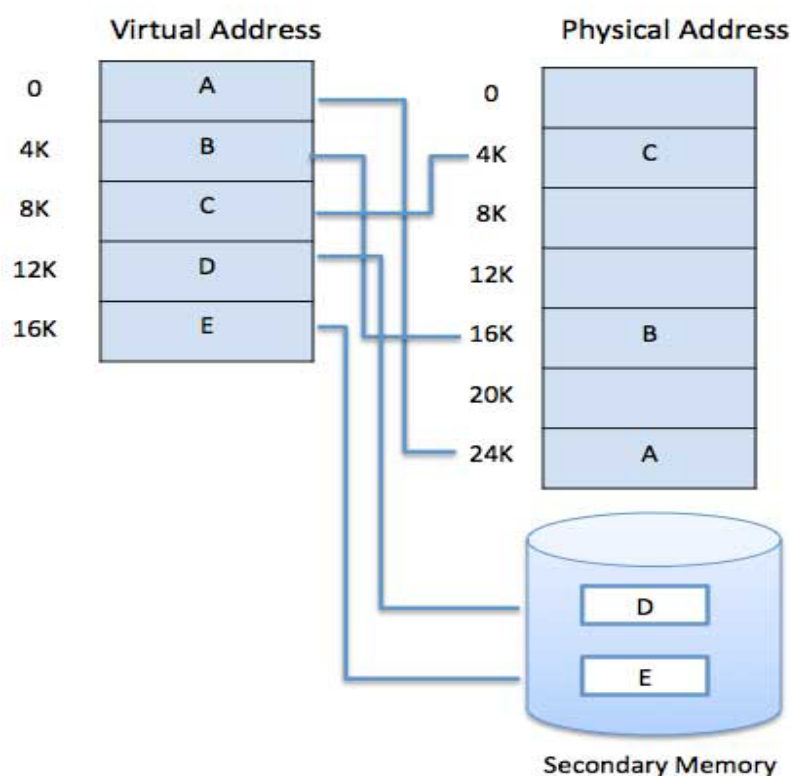 Virtual Address
0
A
4K
B
8K
C
12K
D
16K
E
Physical Address
0
4K
C
8K
12K
16K
B
20K
24K
A
D
E
Secondary Memory